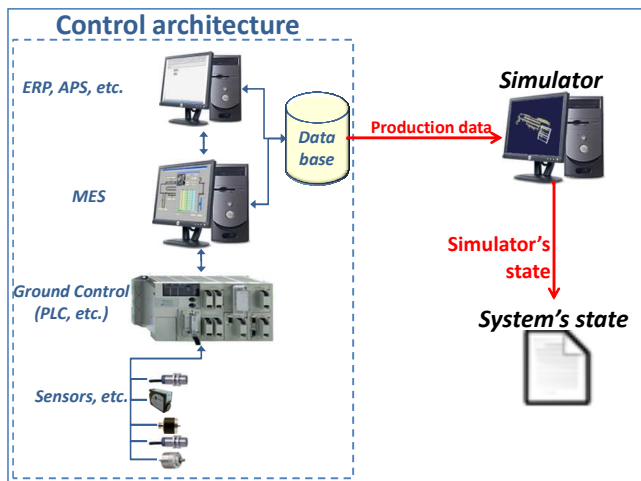 Control architecture
ERP, APS, etc.
Data
base
MES
Ground Control
(PLC, etc.)
Sensors, etc.
Production data
Simulator
Simulator's
state
System's state